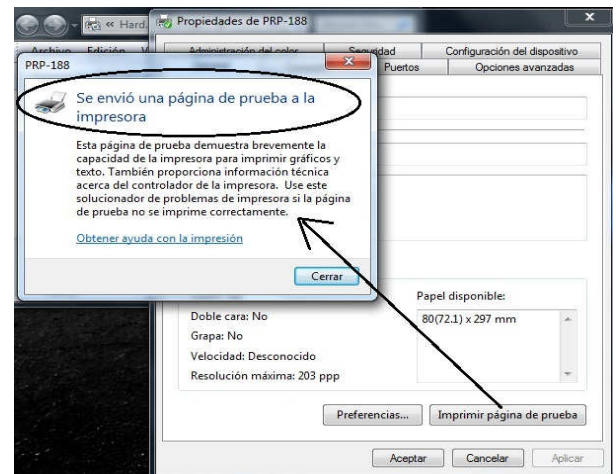 « Hard.
Propiedades de PRP-188
Archivo Edición V
Administración del color
Seguridad
Configuración del dispositivo
Puertos
Opciones avanzadas
PRP-188
Se envió una página de prueba a la
impresora
Esta página de prueba demuestra brevemente la
capacidad de la impresora para imprimir gráficos y
texto. También proporciona información técnica
acerca del controlador de la impresora. Use este
solucionador de problemas de impresora si la página
de prueba no se imprime correctamente.
Obtener ayuda con la impresión
Cerrar
Papel disponible:
Doble cara: No
80(72.1) x 297 mm
Grapa: No
Velocidad: Desconocido
Resolución máxima: 203 ppp
Preferencias...
Imprimir página de prueba
Aceptar
Cancelar
Aplicar